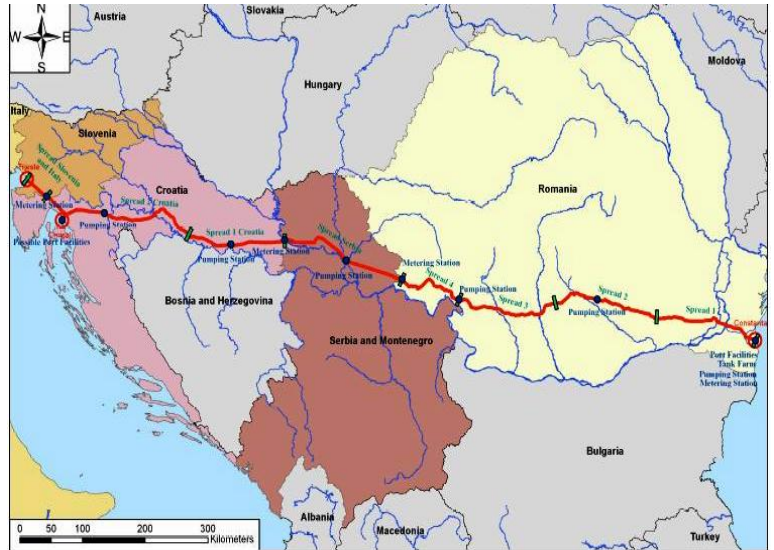 N
W E
S
Austria
Slovakia
Moldova
Hungary
Italy
Slovenia
Croatia
Romania
Trieste
Spread Slovenia
and Italy
Metering Station
Possible Port Facilities
Pumping Station
Spread 2 Croatia
Spread 1 Croatia
Pumping Station
Metering Station
Spread Serbia
Pumping Station
Metering Station
Spread 4
Pumping Station
Spread 3
Spread 2
Pumping Station
Spread 1
Constanta
Port Facilities
Tank Farm
Pumping Station
Metering Station
Bosnia and Herzegovina
Serbia and Montenegro
Bulgaria
Albania
Macedonia
Turkey
0 50 100 200 300
Kilometers